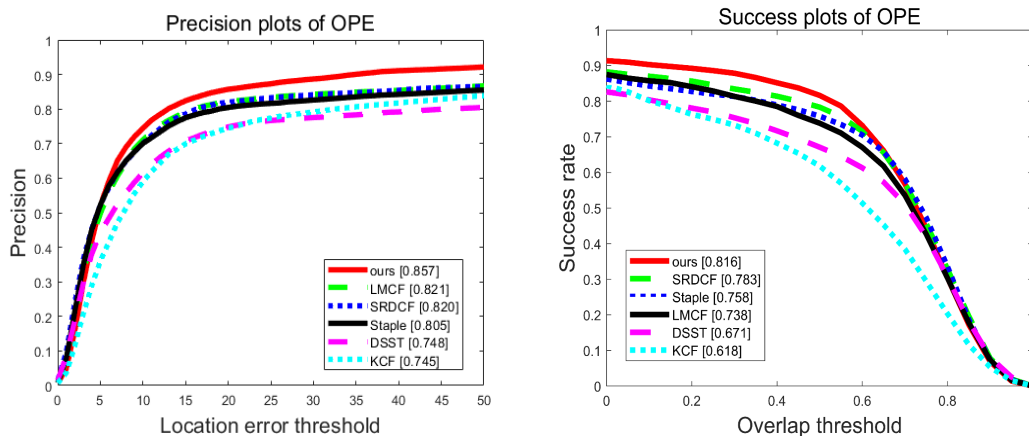 Precision plots of OPE
1
0.9
0.8
0.7
0.6
0.5
0.4
0.3
0.2
0.1
0
Precision
0 5 10 15 20 25 30 35 40 45 50
Location error threshold
ours [0.857]
LMCF [0.821]
SRDCF [0.820]
Staple [0.805]
DSST [0.748]
KCF [0.745]
Success plots of OPE
1
0.9
0.8
0.7
0.6
0.5
0.4
0.3
0.2
0.1
0
Success rate
0 0.2 0.4 0.6 0.8
Overlap threshold
ours [0.816]
SRDCF [0.783]
Staple [0.758]
LMCF [0.738]
DSST [0.671]
KCF [0.618]